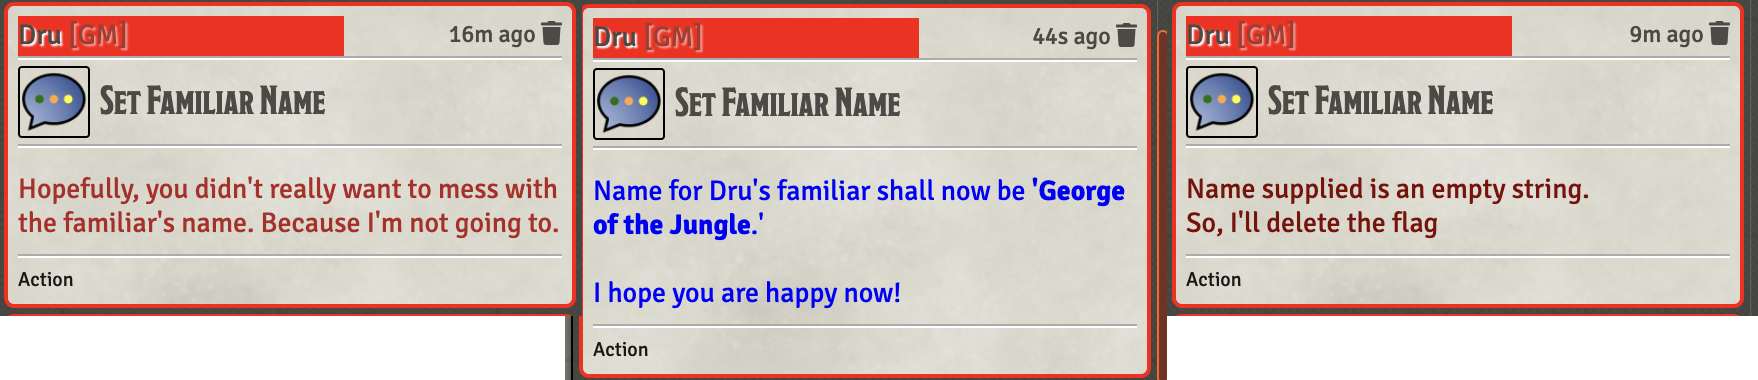 Dru [GM]
16m ago
Set Familiar Name
Hopefully, you didn't really want to mess with
the familiar's name. Because I'm not going to.
Action
Dru [GM]
44s ago
Set Familiar Name
Name for Dru's familiar shall now be 'George
of the Jungle.'
I hope you are happy now!
Action
Dru [GM]
9m ago
Set Familiar Name
Name supplied is an empty string.
So, I'll delete the flag
Action